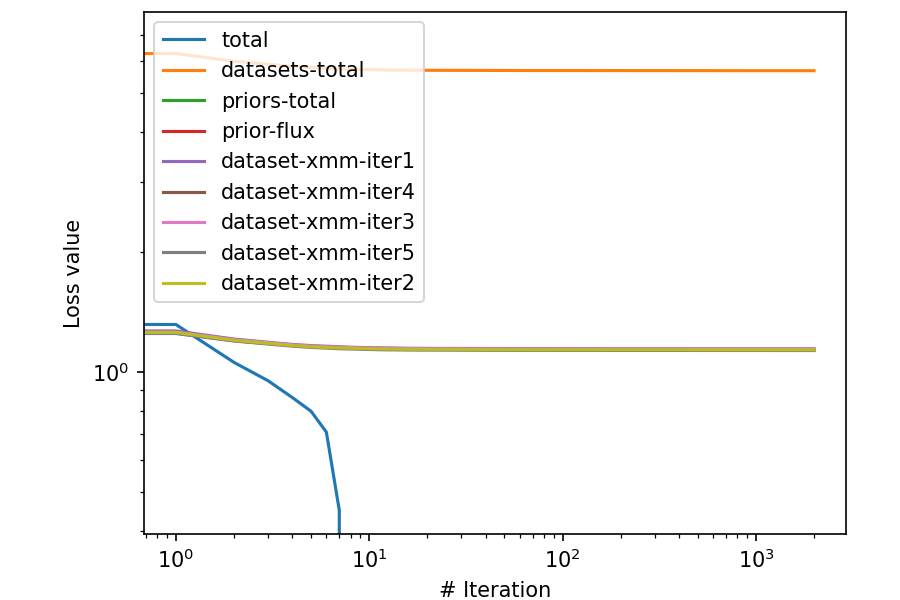 total
datasets-total
priors-total
prior-flux
dataset-xmm-iter1
dataset-xmm-iter4
dataset-xmm-iter3
dataset-xmm-iter5
dataset-xmm-iter2
Loss value
10⁰
10⁰ 10¹ 10² 10³
# Iteration